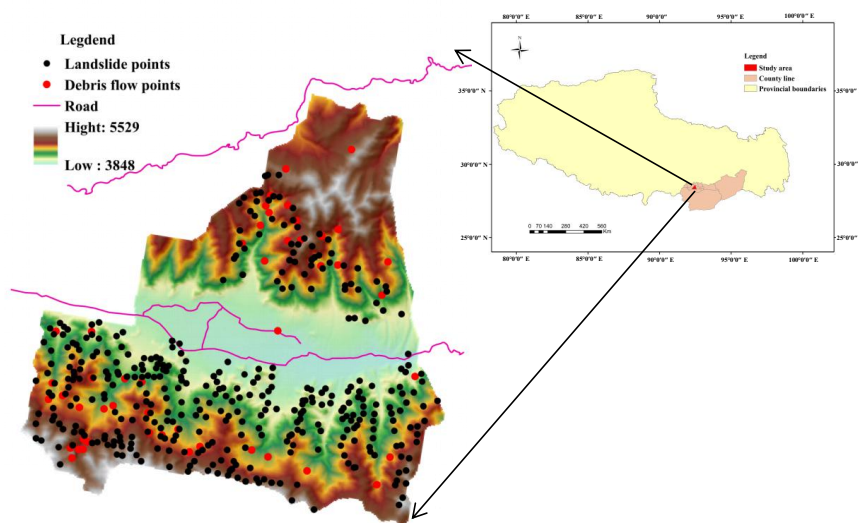 Legdend
Landslide points
Debris flow points
Road
Hight: 5529
Low : 3848
80°0'0" E 85°0'0" E 90°0'0" E 95°0'0" E 100°0'0" E
N
Legend
Study area
County line
Provincial boundaries
35°0'0" N 35°0'0" N
30°0'0" N 30°0'0" N
25°0'0" N 25°0'0" N
0 70 140 280 420 560
Km
80°0'0" E 85°0'0" E 90°0'0" E 95°0'0" E 100°0'0" E